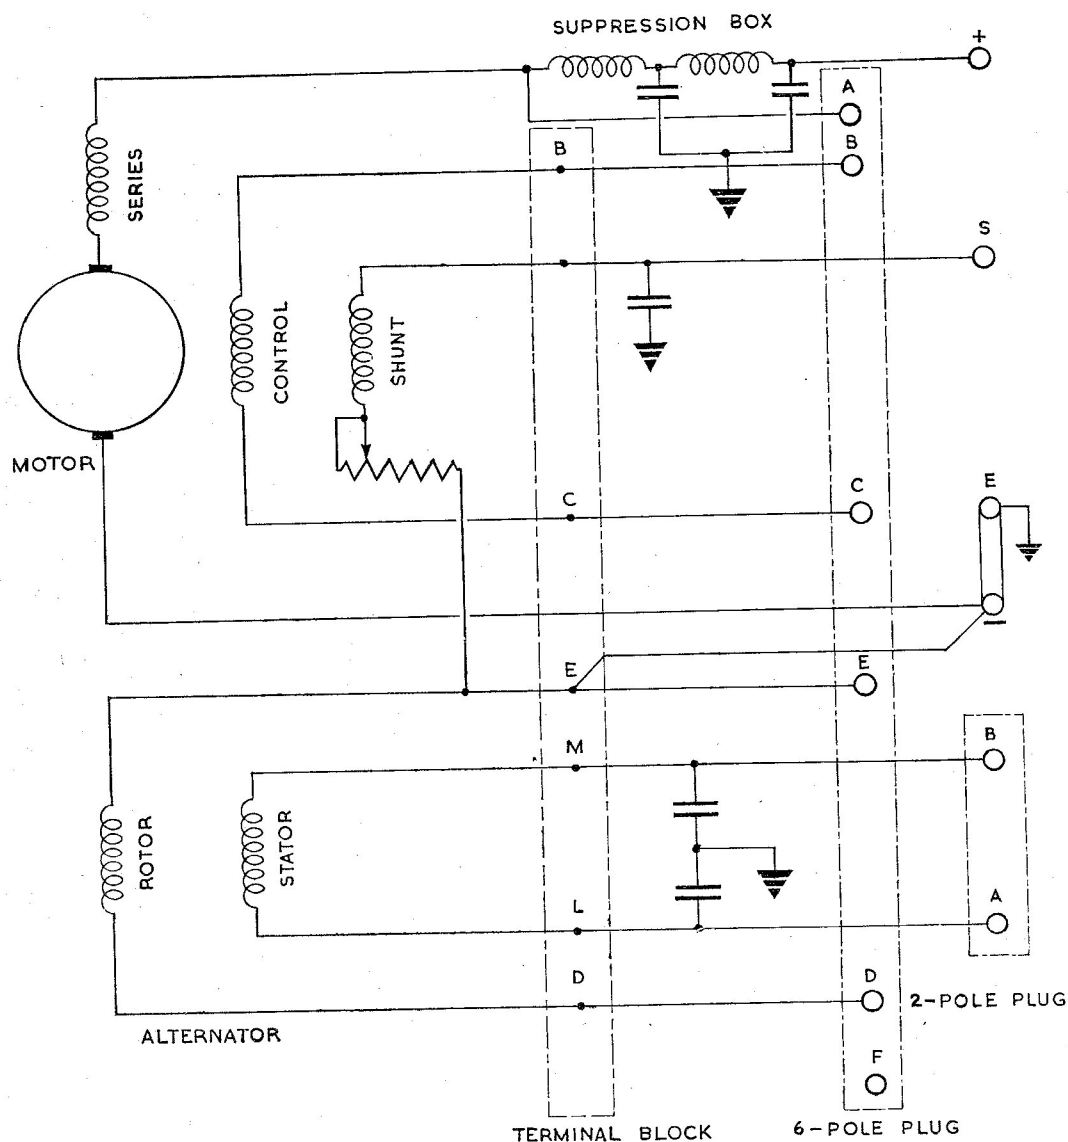 SUPPRESSION BOX
+
A
B
B
SERIES
S
CONTROL
SHUNT
MOTOR
C
C
E
E
E
–
M
B
ROTOR
STATOR
L
A
D
D
2-POLE PLUG
ALTERNATOR
F
TERMINAL BLOCK
6-POLE PLUG